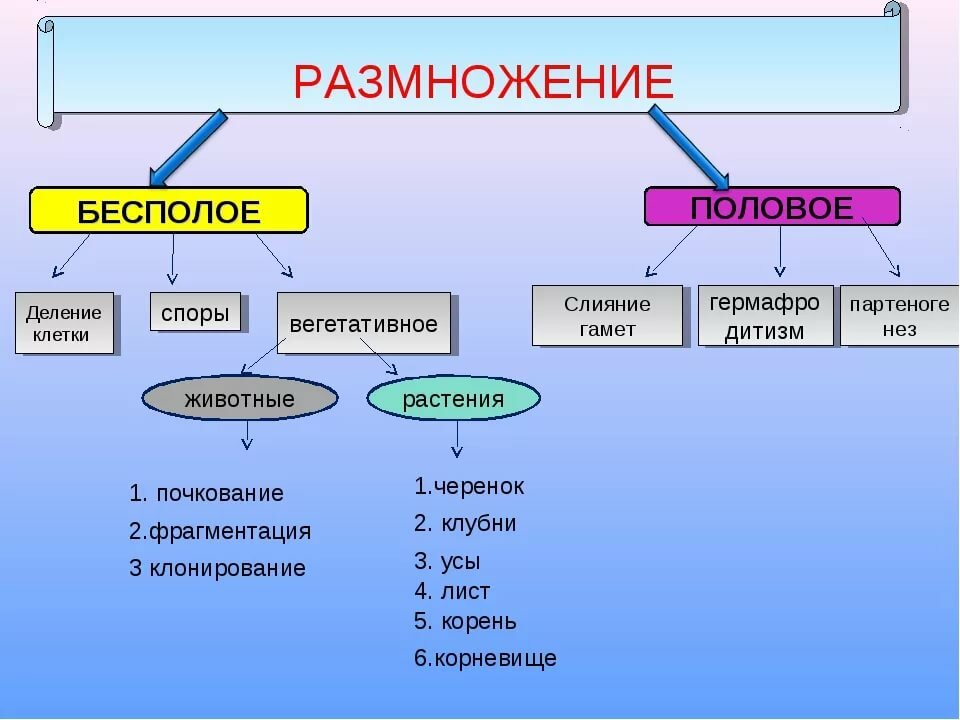 РАЗМНОЖЕНИЕ
БЕСПОЛОЕ
ПОЛОВОЕ
Деление
клетки
споры
вегетативное
Слияние
гамет
гермафро
дитизм
партеноге
нез
животные
растения
1. почкование
2.фрагментация
3 клонирование
1.черенок
2. клубни
3. усы
4. лист
5. корень
6.корневище